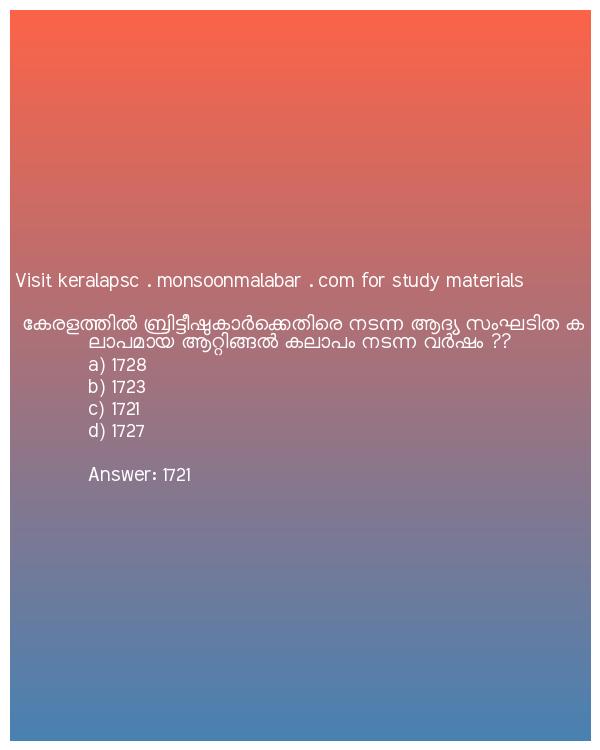 Visit keralapsc . monsoonmalabar . com for study materials
കേരളത്തിൽ ബ്രിട്ടീഷുകാർക്കെതിരെ നടന്ന ആദ്യ സംഘടിത ക
ലാപമായ ആറ്റിങ്ങൽ കലാപം നടന്ന വർഷം ??
a) 1728
b) 1723
c) 1721
d) 1727
Answer: 1721